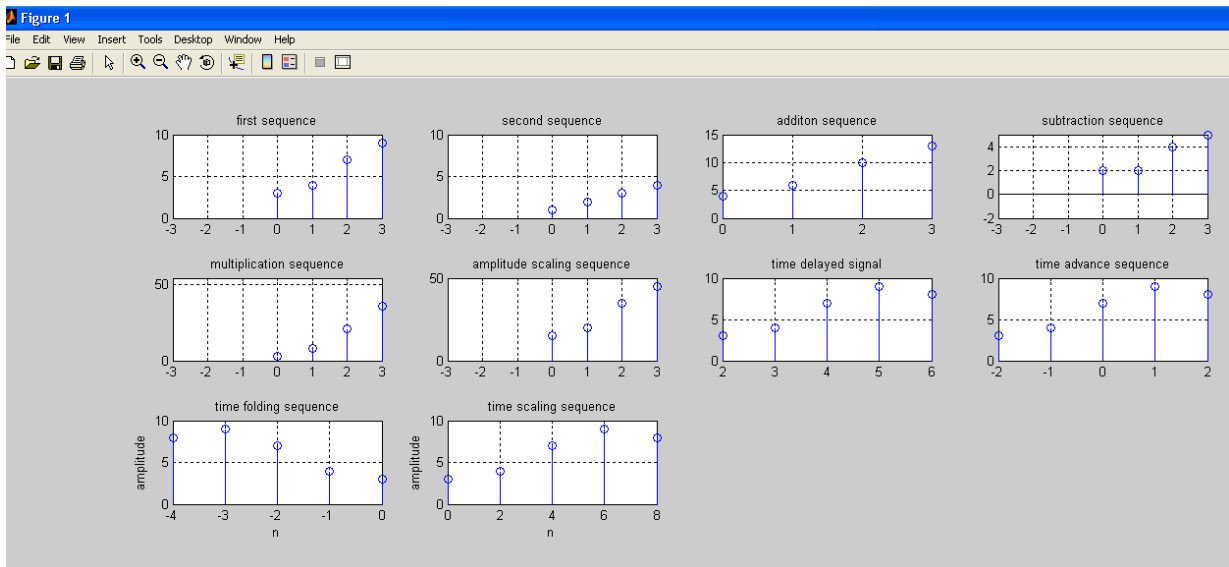 Figure 1
File Edit View Insert Tools Desktop Window Help
first sequence
10
5
0
-3 -2 -1 0 1 2 3
second sequence
10
5
0
-3 -2 -1 0 1 2 3
additon sequence
15
10
5
0
0 1 2 3
subtraction sequence
4
2
0
-2
-3 -2 -1 0 1 2 3
multiplication sequence
50
0
-3 -2 -1 0 1 2 3
amplitude scaling sequence
50
0
-3 -2 -1 0 1 2 3
time delayed signal
10
5
0
2 3 4 5 6
time advance sequence
10
5
0
-2 -1 0 1 2
time folding sequence
amplitude
10
5
0
-4 -3 -2 -1 0
n
time scaling sequence
amplitude
10
5
0
0 2 4 6 8
n